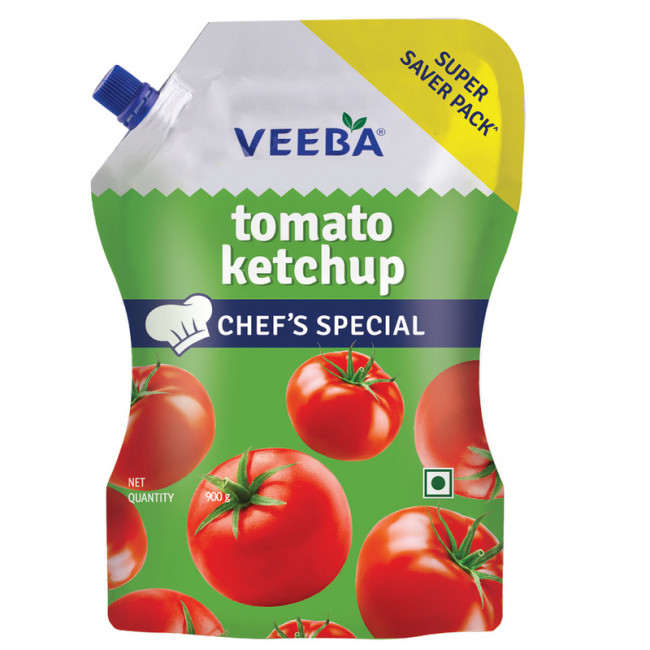 SUPER
SAVER PACK^
VEEBA®
tomato
ketchup
CHEF'S SPECIAL
NET
QUANTITY
900 g